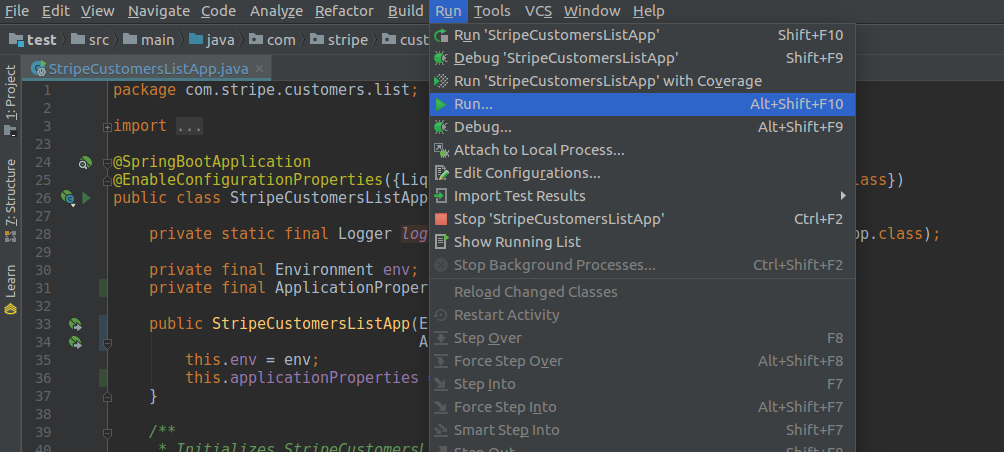 File Edit View Navigate Code Analyze Refactor Build Run Tools VCS Window Help
test src main java com stripe cust
StripeCustomersListApp.java
1: Project
7: Structure
Learn
1 package com.stripe.customers.list;
2
3 import ...
23
24 @SpringBootApplication
25 @EnableConfigurationProperties({Liq lass})
26 public class StripeCustomersListApp
27
28 private static final Logger log pp.class);
29
30 private final Environment env;
31 private final ApplicationProper
32
33 public StripeCustomersListApp(E
34 A
35 this.env = env;
36 this.applicationProperties =
37 }
38
39 /**
40 * Initializes StripeCustomersL
Run 'StripeCustomersListApp' Shift+F10
Debug 'StripeCustomersListApp' Shift+F9
Run 'StripeCustomersListApp' with Coverage
Run... Alt+Shift+F10
Debug... Alt+Shift+F9
Attach to Local Process...
Edit Configurations...
Import Test Results
Stop 'StripeCustomersListApp' Ctrl+F2
Show Running List
Stop Background Processes... Ctrl+Shift+F2
Reload Changed Classes
Restart Activity
Step Over F8
Force Step Over Alt+Shift+F8
Step Into F7
Force Step Into Alt+Shift+F7
Smart Step Into Shift+F7
Step Out Shift+F8